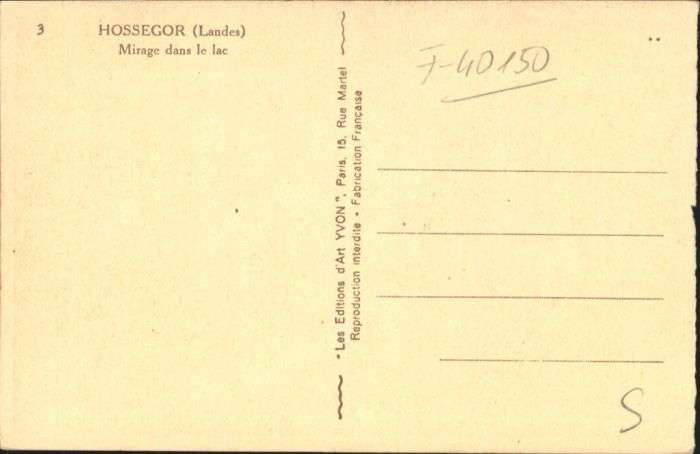 3
HOSSEGOR (Landes)
Mirage dans le lac
"Les Editions d'Art YVON", Paris, 15, Rue Martel
Reproduction interdite - Fabrication Française
F-40150
S